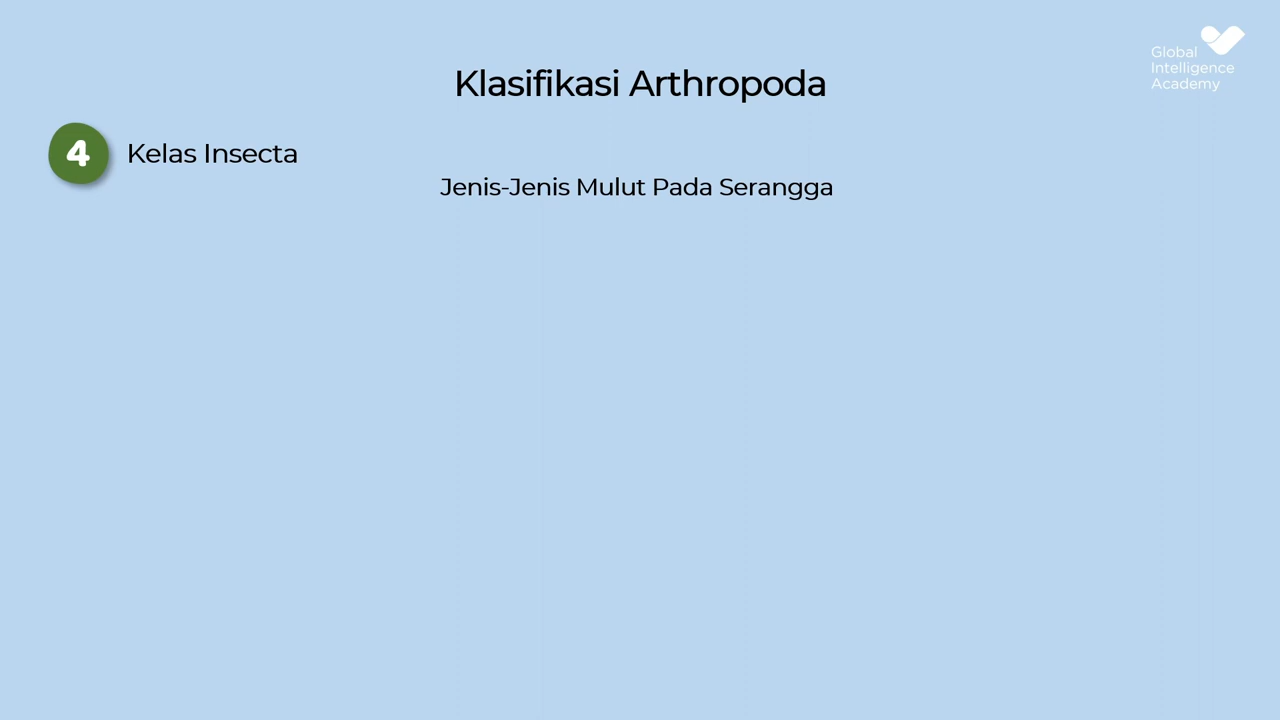 Global
Intelligence
Academy
Klasifikasi Arthropoda
4 Kelas Insecta
Jenis-Jenis Mulut Pada Serangga